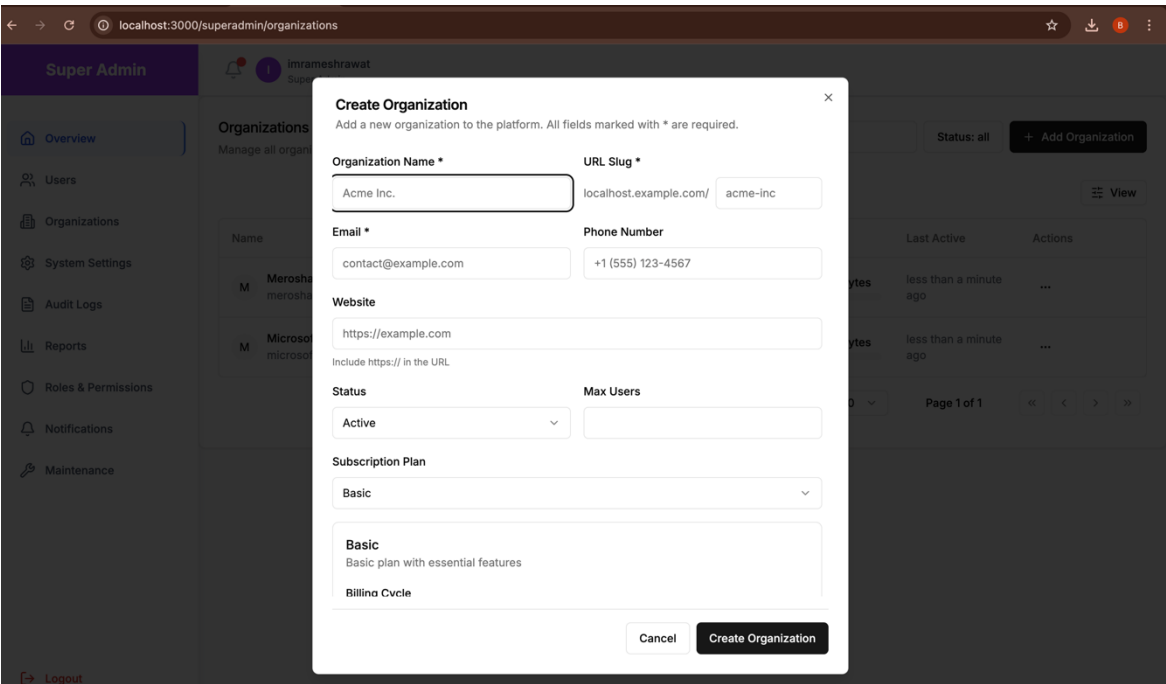 localhost:3000/superadmin/organizations
B
Super Admin
I
imrameshrawat
Super
Overview
Users
Organizations
System Settings
Audit Logs
Reports
Roles & Permissions
Notifications
Maintenance
Logout
Organizations
Manage all organi
Status: all
+ Add Organization
View
Name
Last Active
Actions
M
Merosha
merosha
ytes
less than a minute
ago
...
M
Microsof
microsof
ytes
less than a minute
ago
...
0
Page 1 of 1
Create Organization
Add a new organization to the platform. All fields marked with * are required.
Organization Name *
URL Slug *
Acme Inc.
localhost.example.com/
acme-inc
Email *
Phone Number
contact@example.com
+1 (555) 123-4567
Website
https://example.com
Include https:// in the URL
Status
Max Users
Active
Subscription Plan
Basic
Basic
Basic plan with essential features
Billing Cycle
Cancel
Create Organization